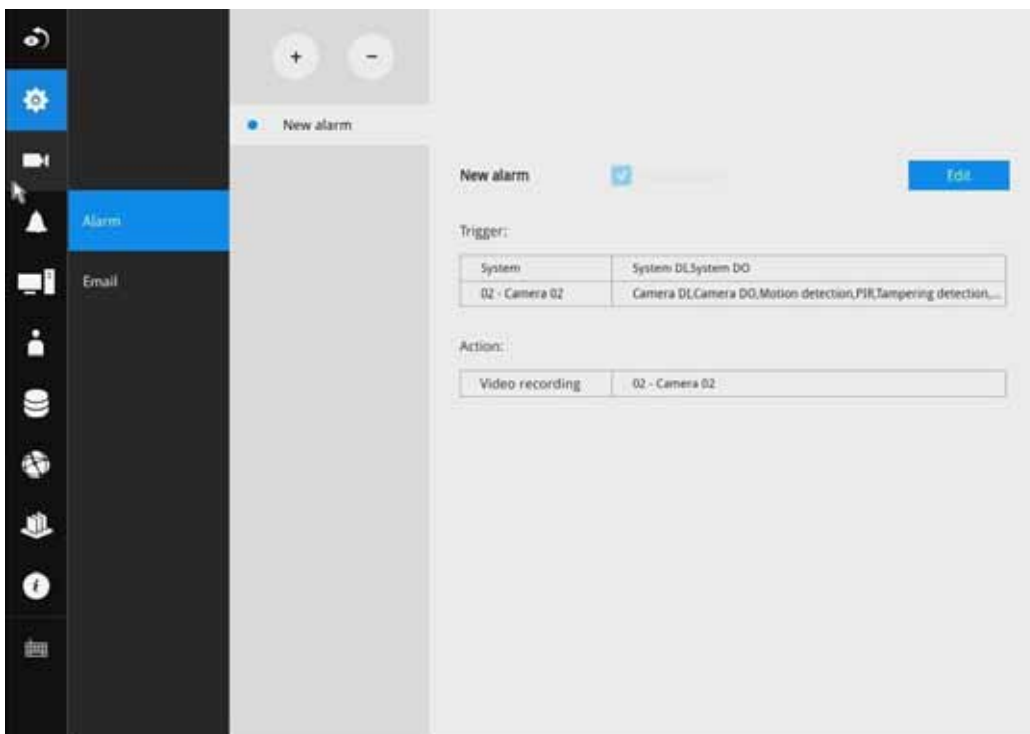 + -
New alarm
New alarm Edit
Alarm
Trigger:
System System DI,System DO
Email
02 - Camera 02 Camera DI,Camera DO,Motion detection,PIR,Tampering detection,...
Action:
Video recording 02 - Camera 02